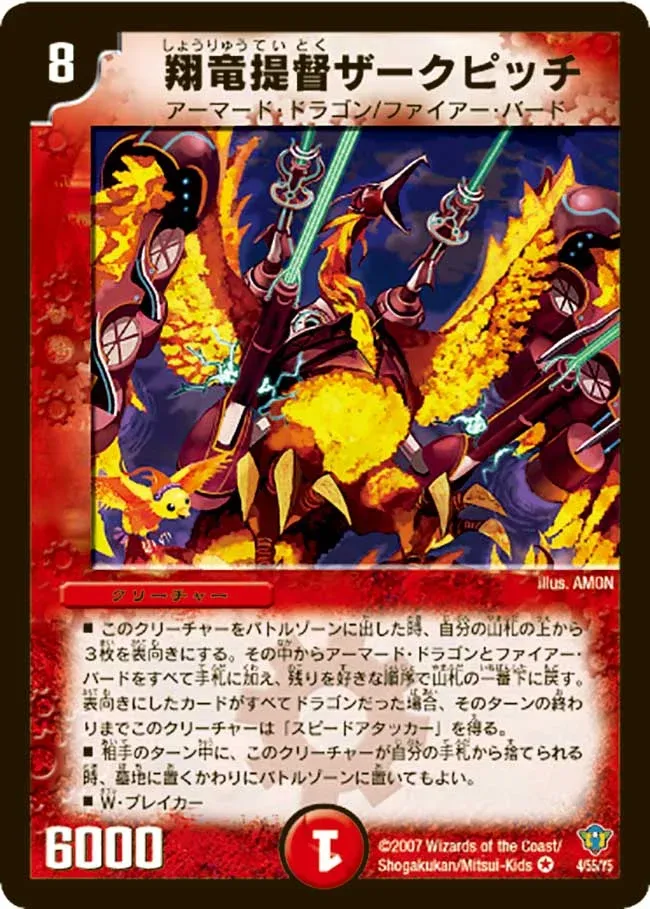 8
しょうりゅうていとく
翔竜提督ザークピッチ
アーマード・ドラゴン/ファイアー・バード
illus. AMON
クリーチャー
■ このクリーチャーをバトルゾーンに出した時、自分の山札の上から
3枚を表向きにする。その中からアーマード・ドラゴンとファイアー・
バードをすべて手札に加え、残りを好きな順序で山札の一番下に戻す。
表向きにしたカードがすべてドラゴンだった場合、そのターンの終わ
りまでこのクリーチャーは「スピードアタッカー」を得る。
■ 相手のターン中に、このクリーチャーが自分の手札から捨てられる
時、墓地に置くかわりにバトルゾーンに置いてもよい。
■ W・ブレイカー
6000
1
©2007 Wizards of the Coast/
Shogakukan/Mitsui-Kids
4/55/Y5